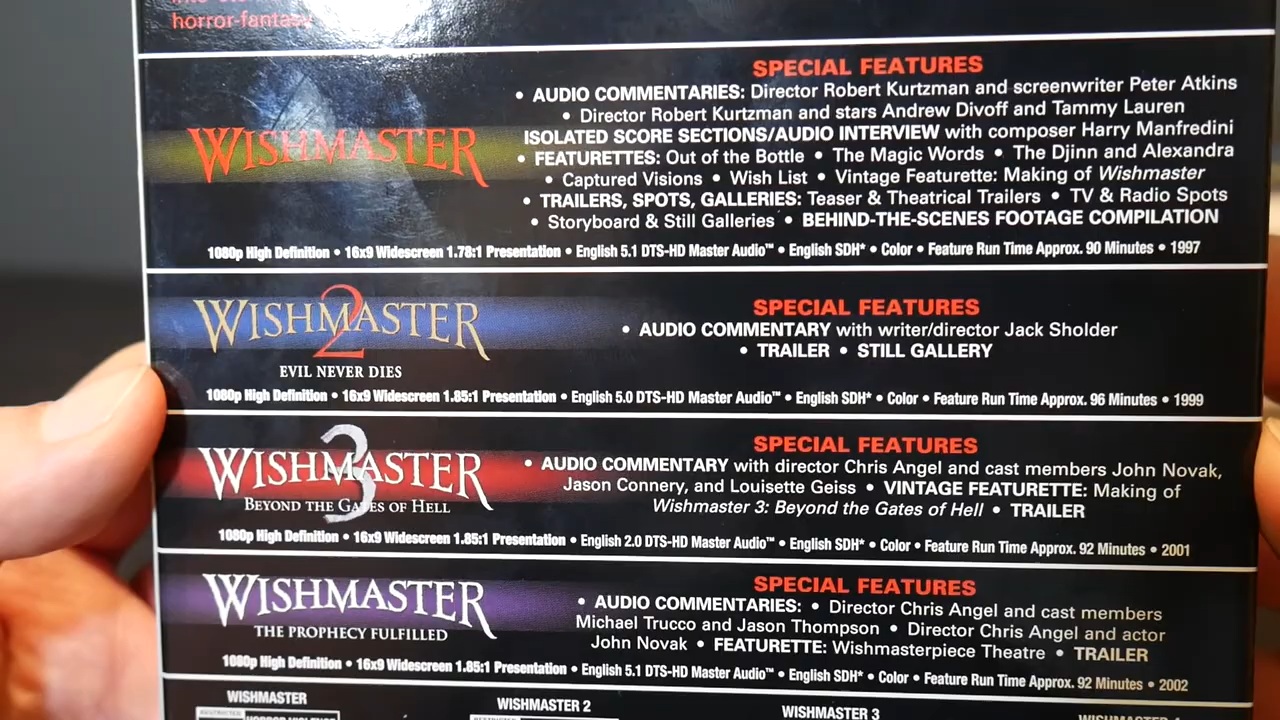 horror-fantasy
SPECIAL FEATURES
• AUDIO COMMENTARIES: Director Robert Kurtzman and screenwriter Peter Atkins
• Director Robert Kurtzman and stars Andrew Divoff and Tammy Lauren
ISOLATED SCORE SECTIONS/AUDIO INTERVIEW with composer Harry Manfredini
WISHMASTER
• FEATURETTES: Out of the Bottle • The Magic Words • The Djinn and Alexandra
• Captured Visions • Wish List • Vintage Featurette: Making of Wishmaster
• TRAILERS, SPOTS, GALLERIES: Teaser & Theatrical Trailers • TV & Radio Spots
• Storyboard & Still Galleries • BEHIND-THE-SCENES FOOTAGE COMPILATION
1080p High Definition • 16x9 Widescreen 1.78:1 Presentation • English 5.1 DTS-HD Master Audio™ • English SDH* • Color • Feature Run Time Approx. 90 Minutes • 1997
WISHMASTER 2
EVIL NEVER DIES
SPECIAL FEATURES
• AUDIO COMMENTARY with writer/director Jack Sholder
• TRAILER • STILL GALLERY
1080p High Definition • 16x9 Widescreen 1.85:1 Presentation • English 5.0 DTS-HD Master Audio™ • English SDH* • Color • Feature Run Time Approx. 96 Minutes • 1999
WISHMASTER 3
BEYOND THE GATES OF HELL
SPECIAL FEATURES
• AUDIO COMMENTARY with director Chris Angel and cast members John Novak,
Jason Connery, and Louisette Geiss • VINTAGE FEATURETTE: Making of
Wishmaster 3: Beyond the Gates of Hell • TRAILER
1080p High Definition • 16x9 Widescreen 1.85:1 Presentation • English 2.0 DTS-HD Master Audio™ • English SDH* • Color • Feature Run Time Approx. 92 Minutes • 2001
WISHMASTER
THE PROPHECY FULFILLED
SPECIAL FEATURES
• AUDIO COMMENTARIES: • Director Chris Angel and cast members
Michael Trucco and Jason Thompson • Director Chris Angel and actor
John Novak • FEATURETTE: Wishmasterpiece Theatre • TRAILER
1080p High Definition • 16x9 Widescreen 1.85:1 Presentation • English 5.1 DTS-HD Master Audio™ • English SDH* • Color • Feature Run Time Approx. 92 Minutes • 2002
WISHMASTER
WISHMASTER 2
WISHMASTER 3